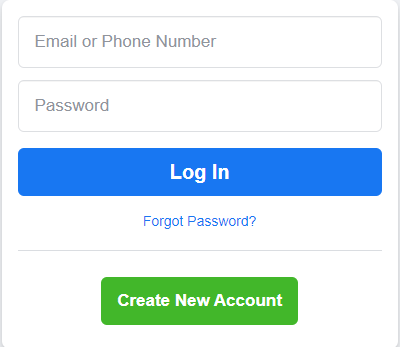 Email or Phone Number
Password
Log In
Forgot Password?
Create New Account